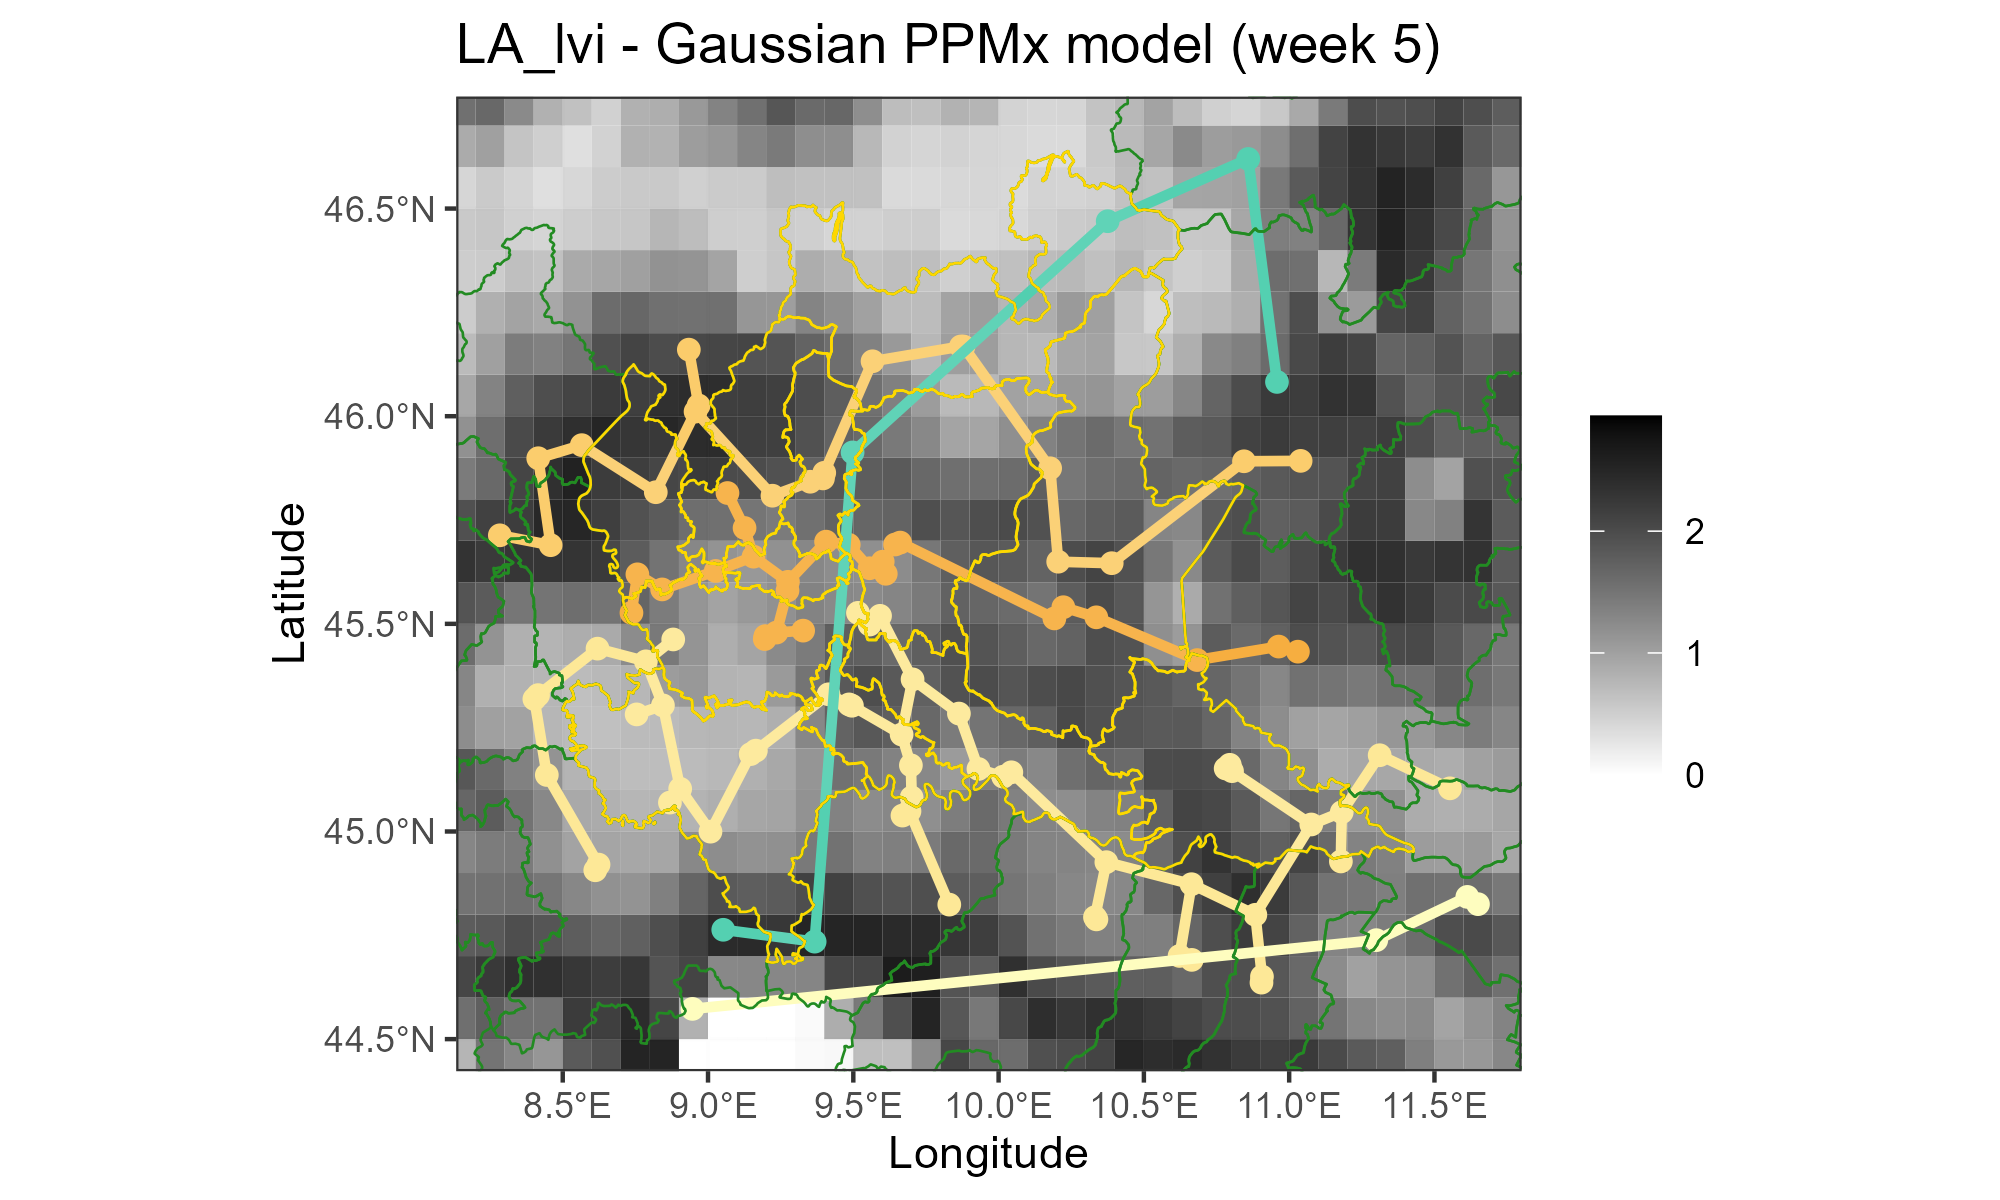 LA_lvi - Gaussian PPMx model (week 5)
Latitude
46.5°N
46.0°N
45.5°N
45.0°N
44.5°N
8.5°E
9.0°E
9.5°E
10.0°E
10.5°E
11.0°E
11.5°E
Longitude
2
1
0